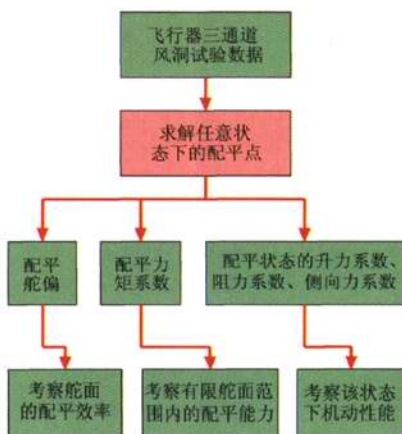 飞行器三通道
风洞试验数据
求解任意状
态下的配平点
配平
舵偏
配平力
矩系数
配平状态的升力系数、
阻力系数、侧向力系数
考察舵面
的配平效率
考察有限舵面范
围内的配平能力
考察该状态
下机动性能